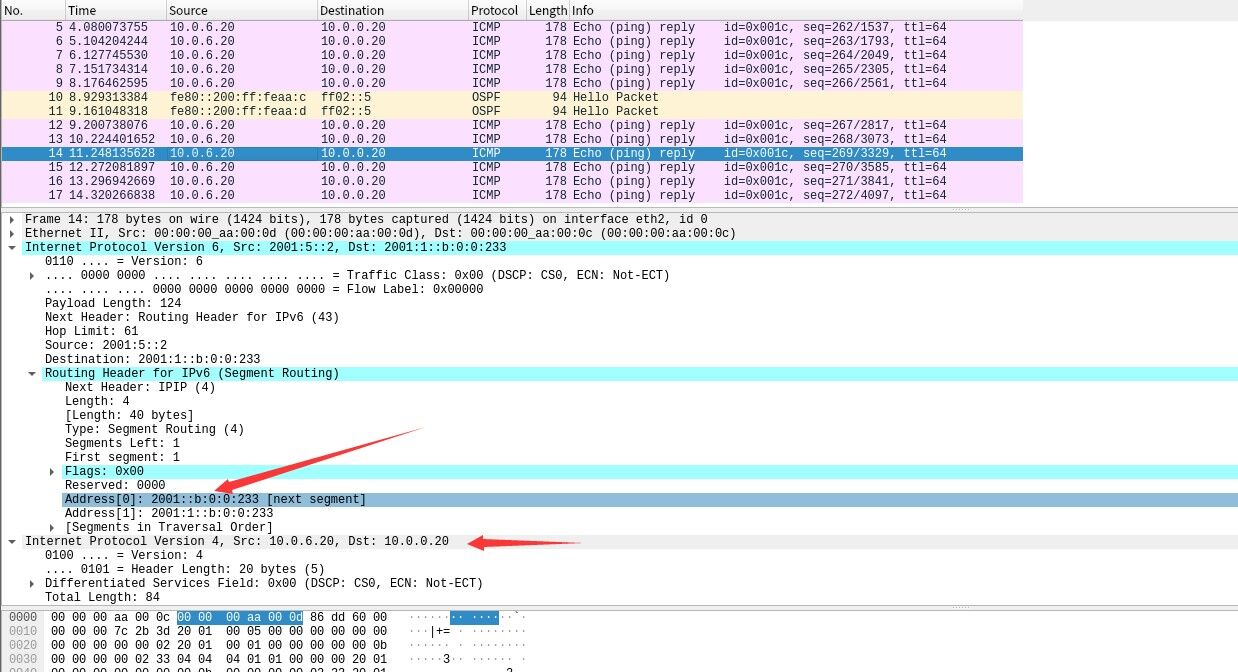 No. Time Source Destination Protocol Length Info
5 4.080073755 10.0.6.20 10.0.0.20 ICMP 178 Echo (ping) reply id=0x001c, seq=262/1537, ttl=64
6 5.104204244 10.0.6.20 10.0.0.20 ICMP 178 Echo (ping) reply id=0x001c, seq=263/1793, ttl=64
7 6.127745530 10.0.6.20 10.0.0.20 ICMP 178 Echo (ping) reply id=0x001c, seq=264/2049, ttl=64
8 7.151734314 10.0.6.20 10.0.0.20 ICMP 178 Echo (ping) reply id=0x001c, seq=265/2305, ttl=64
9 8.176462595 10.0.6.20 10.0.0.20 ICMP 178 Echo (ping) reply id=0x001c, seq=266/2561, ttl=64
10 8.929313384 fe80::200:ff:feaa:c ff02::5 OSPF 94 Hello Packet
11 9.161048318 fe80::200:ff:feaa:d ff02::5 OSPF 94 Hello Packet
12 9.200738076 10.0.6.20 10.0.0.20 ICMP 178 Echo (ping) reply id=0x001c, seq=267/2817, ttl=64
13 10.224401652 10.0.6.20 10.0.0.20 ICMP 178 Echo (ping) reply id=0x001c, seq=268/3073, ttl=64
14 11.248135628 10.0.6.20 10.0.0.20 ICMP 178 Echo (ping) reply id=0x001c, seq=269/3329, ttl=64
15 12.272081897 10.0.6.20 10.0.0.20 ICMP 178 Echo (ping) reply id=0x001c, seq=270/3585, ttl=64
16 13.296942669 10.0.6.20 10.0.0.20 ICMP 178 Echo (ping) reply id=0x001c, seq=271/3841, ttl=64
17 14.320266838 10.0.6.20 10.0.0.20 ICMP 178 Echo (ping) reply id=0x001c, seq=272/4097, ttl=64
Frame 14: 178 bytes on wire (1424 bits), 178 bytes captured (1424 bits) on interface eth2, id 0
Ethernet II, Src: 00:00:00_aa:00:0d (00:00:00:aa:00:0d), Dst: 00:00:00_aa:00:0c (00:00:00:aa:00:0c)
Internet Protocol Version 6, Src: 2001:5::2, Dst: 2001:1::b:0:0:233
0110 .... = Version: 6
.... 0000 0000 .... .... .... .... .... = Traffic Class: 0x00 (DSCP: CS0, ECN: Not-ECT)
.... .... .... 0000 0000 0000 0000 0000 = Flow Label: 0x00000
Payload Length: 124
Next Header: Routing Header for IPv6 (43)
Hop Limit: 61
Source: 2001:5::2
Destination: 2001:1::b:0:0:233
Routing Header for IPv6 (Segment Routing)
Next Header: IPIP (4)
Length: 4
[Length: 40 bytes]
Type: Segment Routing (4)
Segments Left: 1
First segment: 1
Flags: 0x00
Reserved: 0000
Address[0]: 2001::b:0:0:233 [next segment]
Address[1]: 2001:1::b:0:0:233
[Segments in Traversal Order]
Internet Protocol Version 4, Src: 10.0.6.20, Dst: 10.0.0.20
0100 .... = Version: 4
.... 0101 = Header Length: 20 bytes (5)
Differentiated Services Field: 0x00 (DSCP: CS0, ECN: Not-ECT)
Total Length: 84
0000 00 00 00 aa 00 0c 00 00 00 aa 00 0d 86 dd 60 00 ········ ······`·
0010 00 00 00 7c 2b 3d 20 01 00 05 00 00 00 00 00 00 ···|+= · ········
0020 00 00 00 00 00 02 20 01 00 01 00 00 00 00 00 0b ······ · ········
0030 00 00 00 00 02 33 04 04 04 01 01 00 00 00 20 01 ·····3·· ······ ·